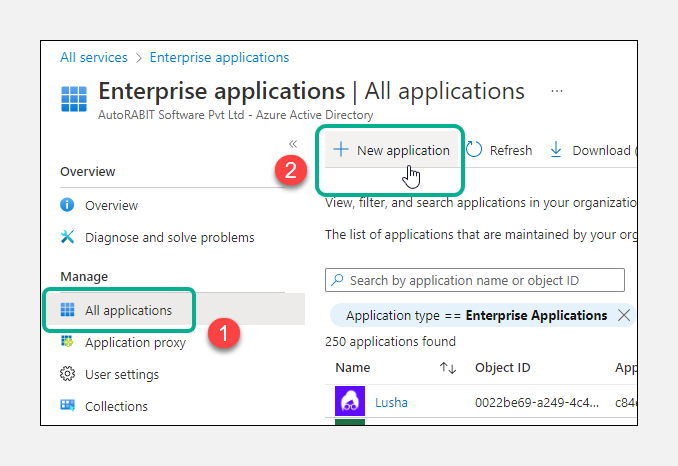 All services > Enterprise applications
Enterprise applications | All applications ...
AutoRABIT Software Pvt Ltd - Azure Active Directory
«
Overview
Overview
Diagnose and solve problems
Manage
All applications
1
Application proxy
User settings
Collections
2
+ New application
Refresh
Download (
View, filter, and search applications in your organization
The list of applications that are maintained by your org
Search by application name or object ID
Application type == Enterprise Applications
250 applications found
Name Object ID App
Lusha 0022be69-a249-4c4... c84e